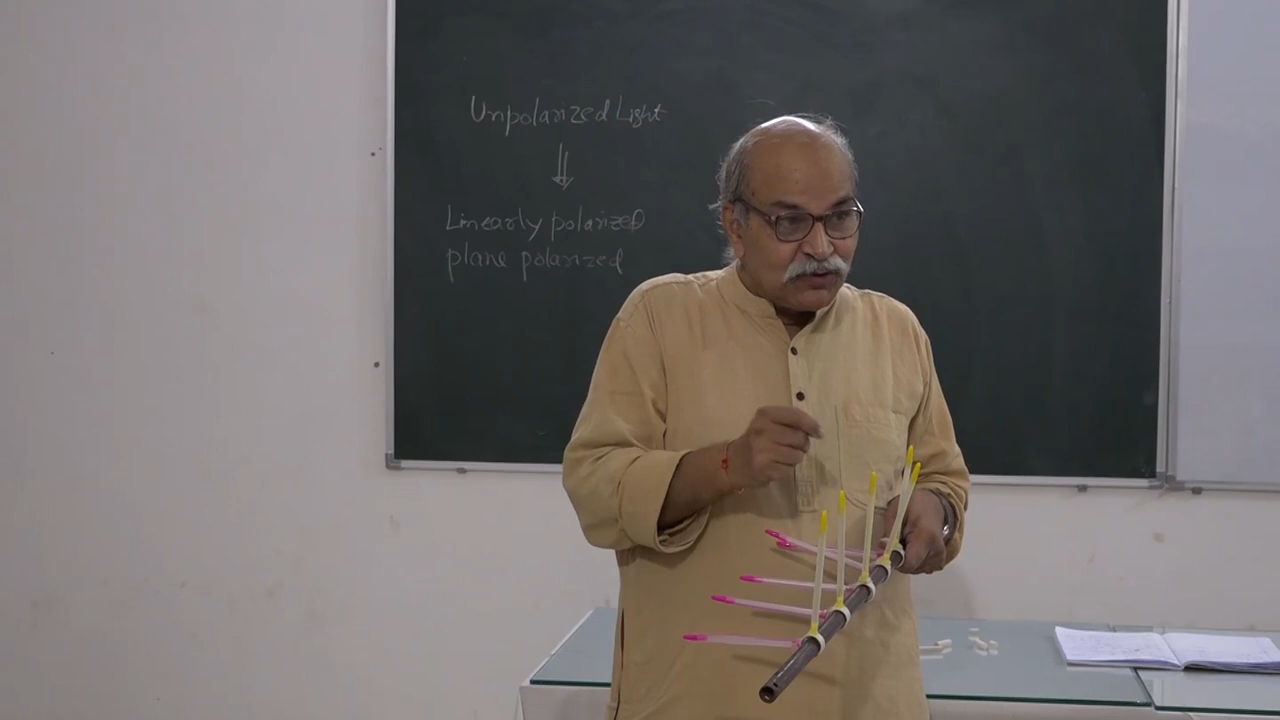 Unpolarized Light
⇓
Linearly polarized
plane polarized